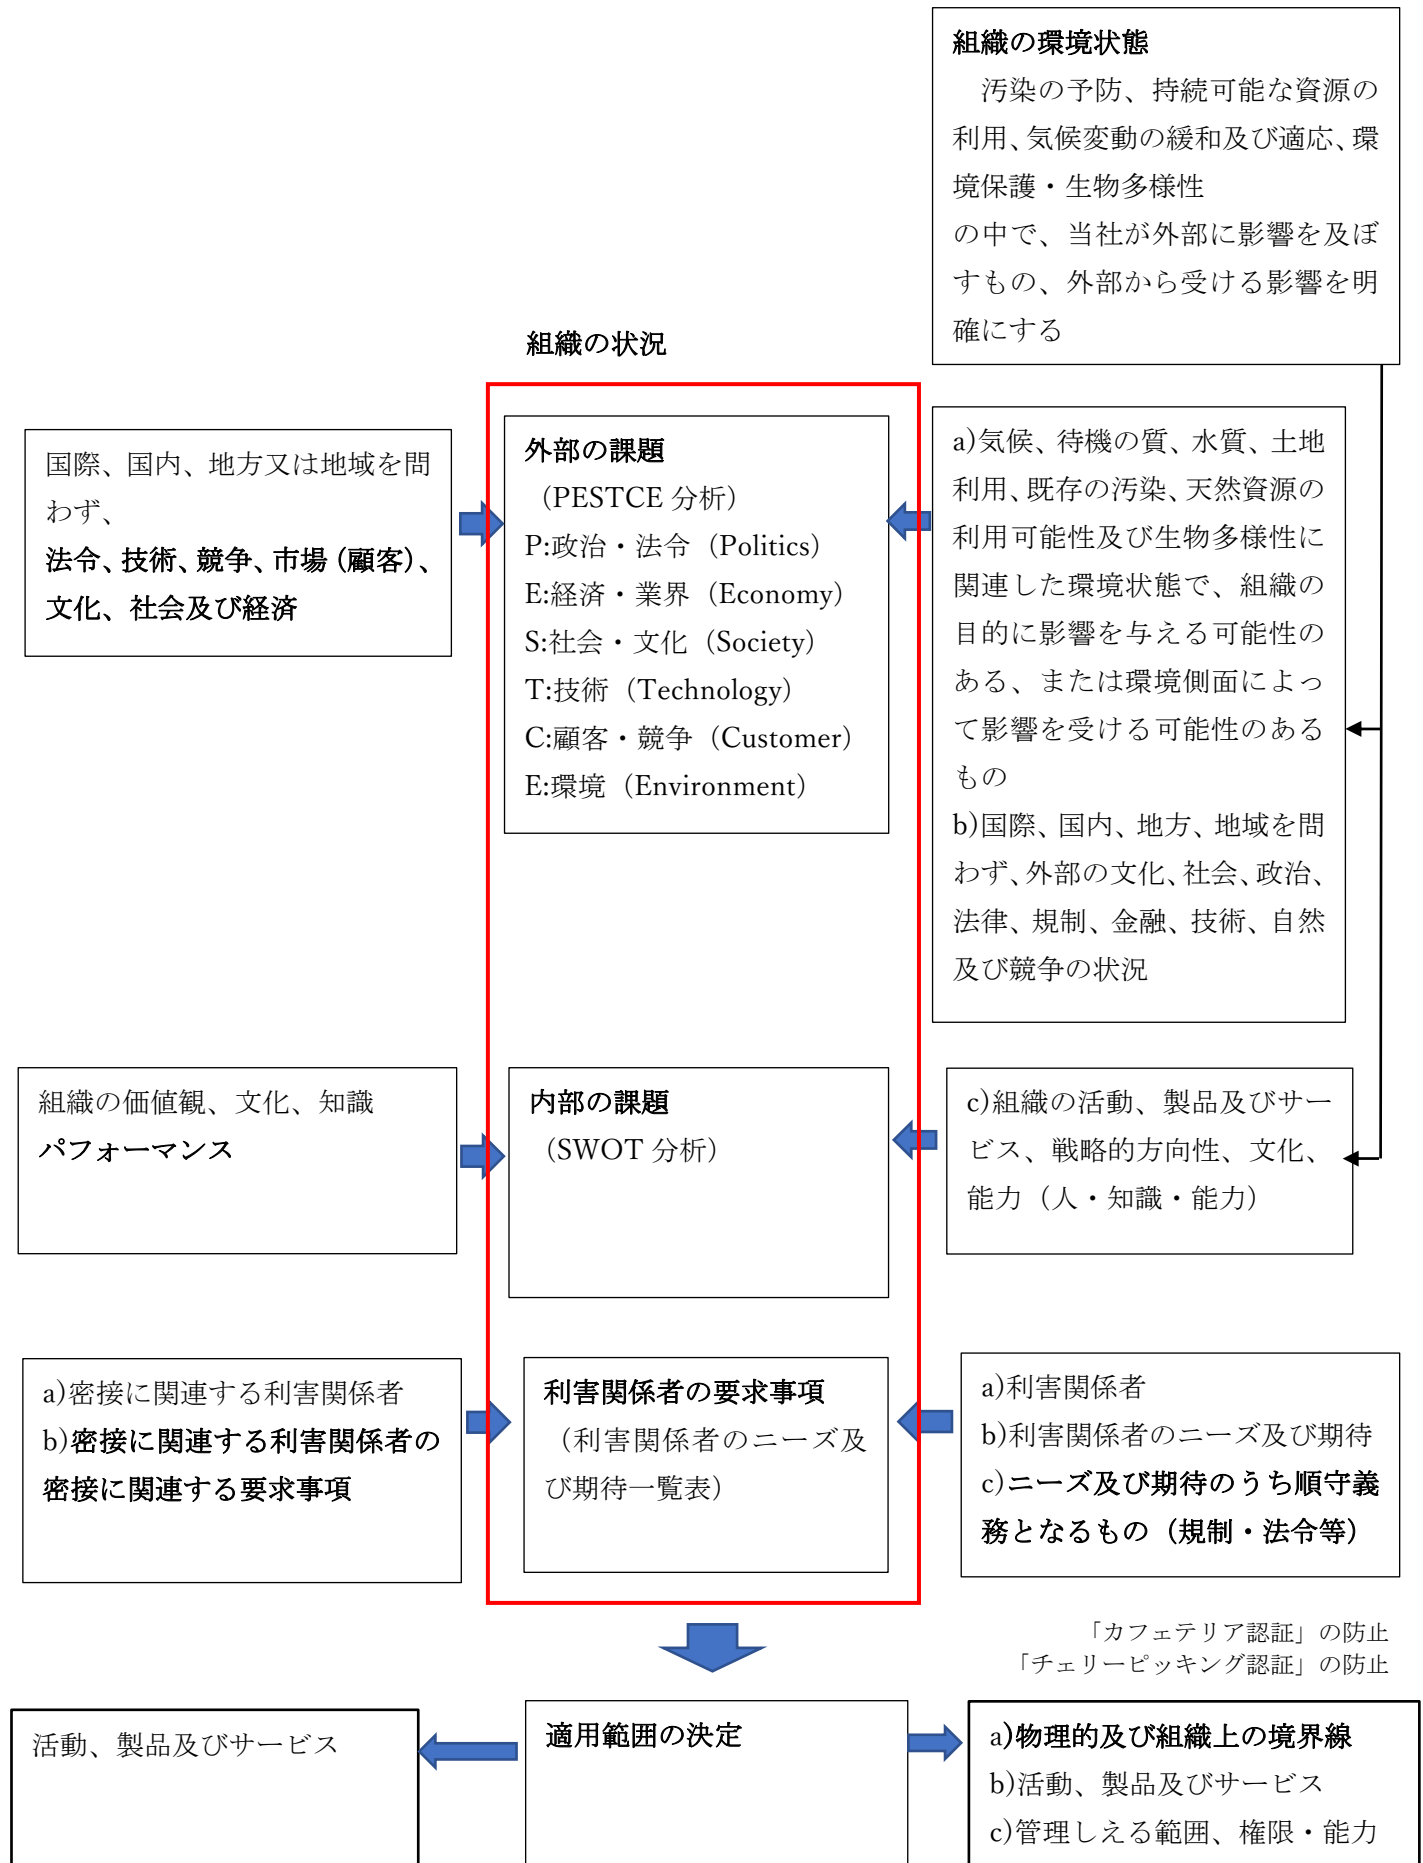 組織の環境状態
汚染の予防、持続可能な資源の
利用、気候変動の緩和及び適応、環
境保護・生物多様性
の中で、当社が外部に影響を及ぼ
すもの、外部から受ける影響を明
確にする
組織の状況
国際、国内、地方又は地域を問
わず、
法令、技術、競争、市場(顧客)、
文化、社会及び経済
外部の課題
（PESTCE 分析）
P:政治・法令（Politics）
E:経済・業界（Economy）
S:社会・文化（Society）
T:技術（Technology）
C:顧客・競争（Customer）
E:環境（Environment）
a)気候、待機の質、水質、土地
利用、既存の汚染、天然資源の
利用可能性及び生物多様性に
関連した環境状態で、組織の
目的に影響を与える可能性の
ある、または環境側面によっ
て影響を受ける可能性のある
もの
b)国際、国内、地方、地域を問
わず、外部の文化、社会、政治、
法律、規制、金融、技術、自然
及び競争の状況
組織の価値観、文化、知識
パフォーマンス
内部の課題
（SWOT 分析）
c)組織の活動、製品及びサー
ビス、戦略的方向性、文化、
能力（人・知識・能力）
a)密接に関連する利害関係者
b)密接に関連する利害関係者の
密接に関連する要求事項
利害関係者の要求事項
（利害関係者のニーズ及
び期待一覧表）
a)利害関係者
b)利害関係者のニーズ及び期待
c)ニーズ及び期待のうち順守義
務となるもの（規制・法令等）
「カフェテリア認証」の防止
「チェリーピッキング認証」の防止
活動、製品及びサービス
適用範囲の決定
a)物理的及び組織上の境界線
b)活動、製品及びサービス
c)管理しえる範囲、権限・能力